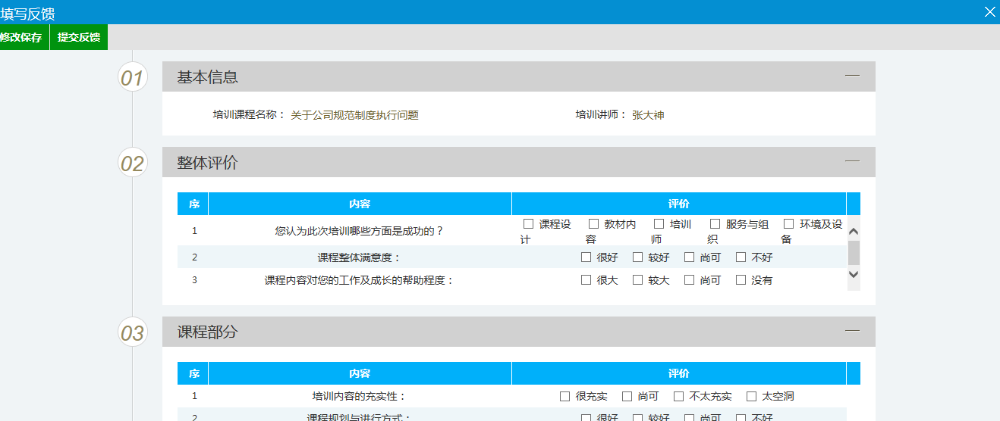 填写反馈
修改保存 提交反馈
01 基本信息
培训课程名称： 关于公司规范制度执行问题 培训讲师： 张大神
02 整体评价
序 内容 评价
1 您认为此次培训哪些方面是成功的？ 课程设计 教材内容 培训师 服务与组织 环境及设备
2 课程整体满意度： 很好 较好 尚可 不好
3 课程内容对您的工作及成长的帮助程度： 很大 较大 尚可 没有
03 课程部分
序 内容 评价
1 培训内容的充实性： 很充实 尚可 不太充实 太空洞
2 课程规划与进行方式： 很好 较好 尚可 不好